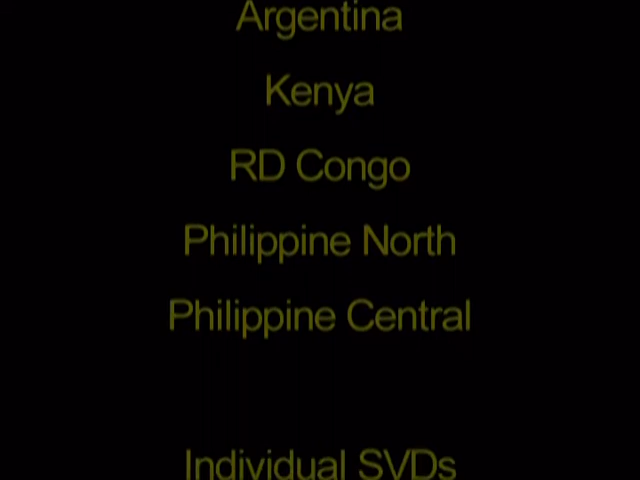 Argentina
Kenya
RD Congo
Philippine North
Philippine Central
Individual SVDs